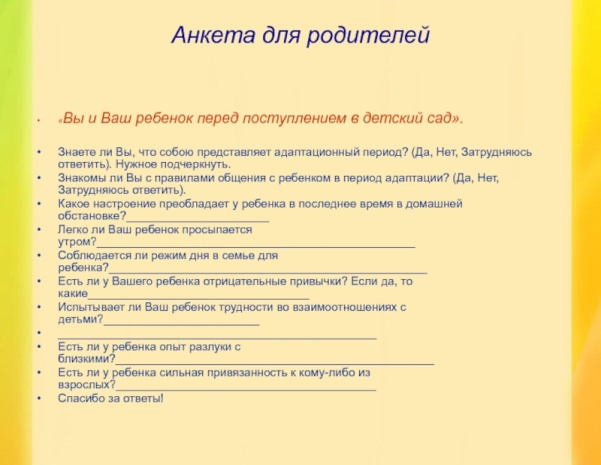 Анкета для родителей
• «Вы и Ваш ребенок перед поступлением в детский сад».
• Знаете ли Вы, что собою представляет адаптационный период? (Да, Нет, Затрудняюсь
ответить). Нужное подчеркнуть.
• Знакомы ли Вы с правилами общения с ребенком в период адаптации? (Да, Нет,
Затрудняюсь ответить).
• Какое настроение преобладает у ребенка в последнее время в домашней
обстановке?______________________
• Легко ли Ваш ребенок просыпается
утром?_________________________________________________
• Соблюдается ли режим дня в семье для
ребенка?_________________________________________________
• Есть ли у Вашего ребенка отрицательные привычки? Если да, то
какие__________________________________
• Испытывает ли Ваш ребенок трудности во взаимоотношениях с
детьми?________________________
• _________________________________________________
• Есть ли у ребенка опыт разлуки с
близкими?_________________________________________________
• Есть ли у ребенка сильная привязанность к кому-либо из
взрослых?________________________________________
• Спасибо за ответы!